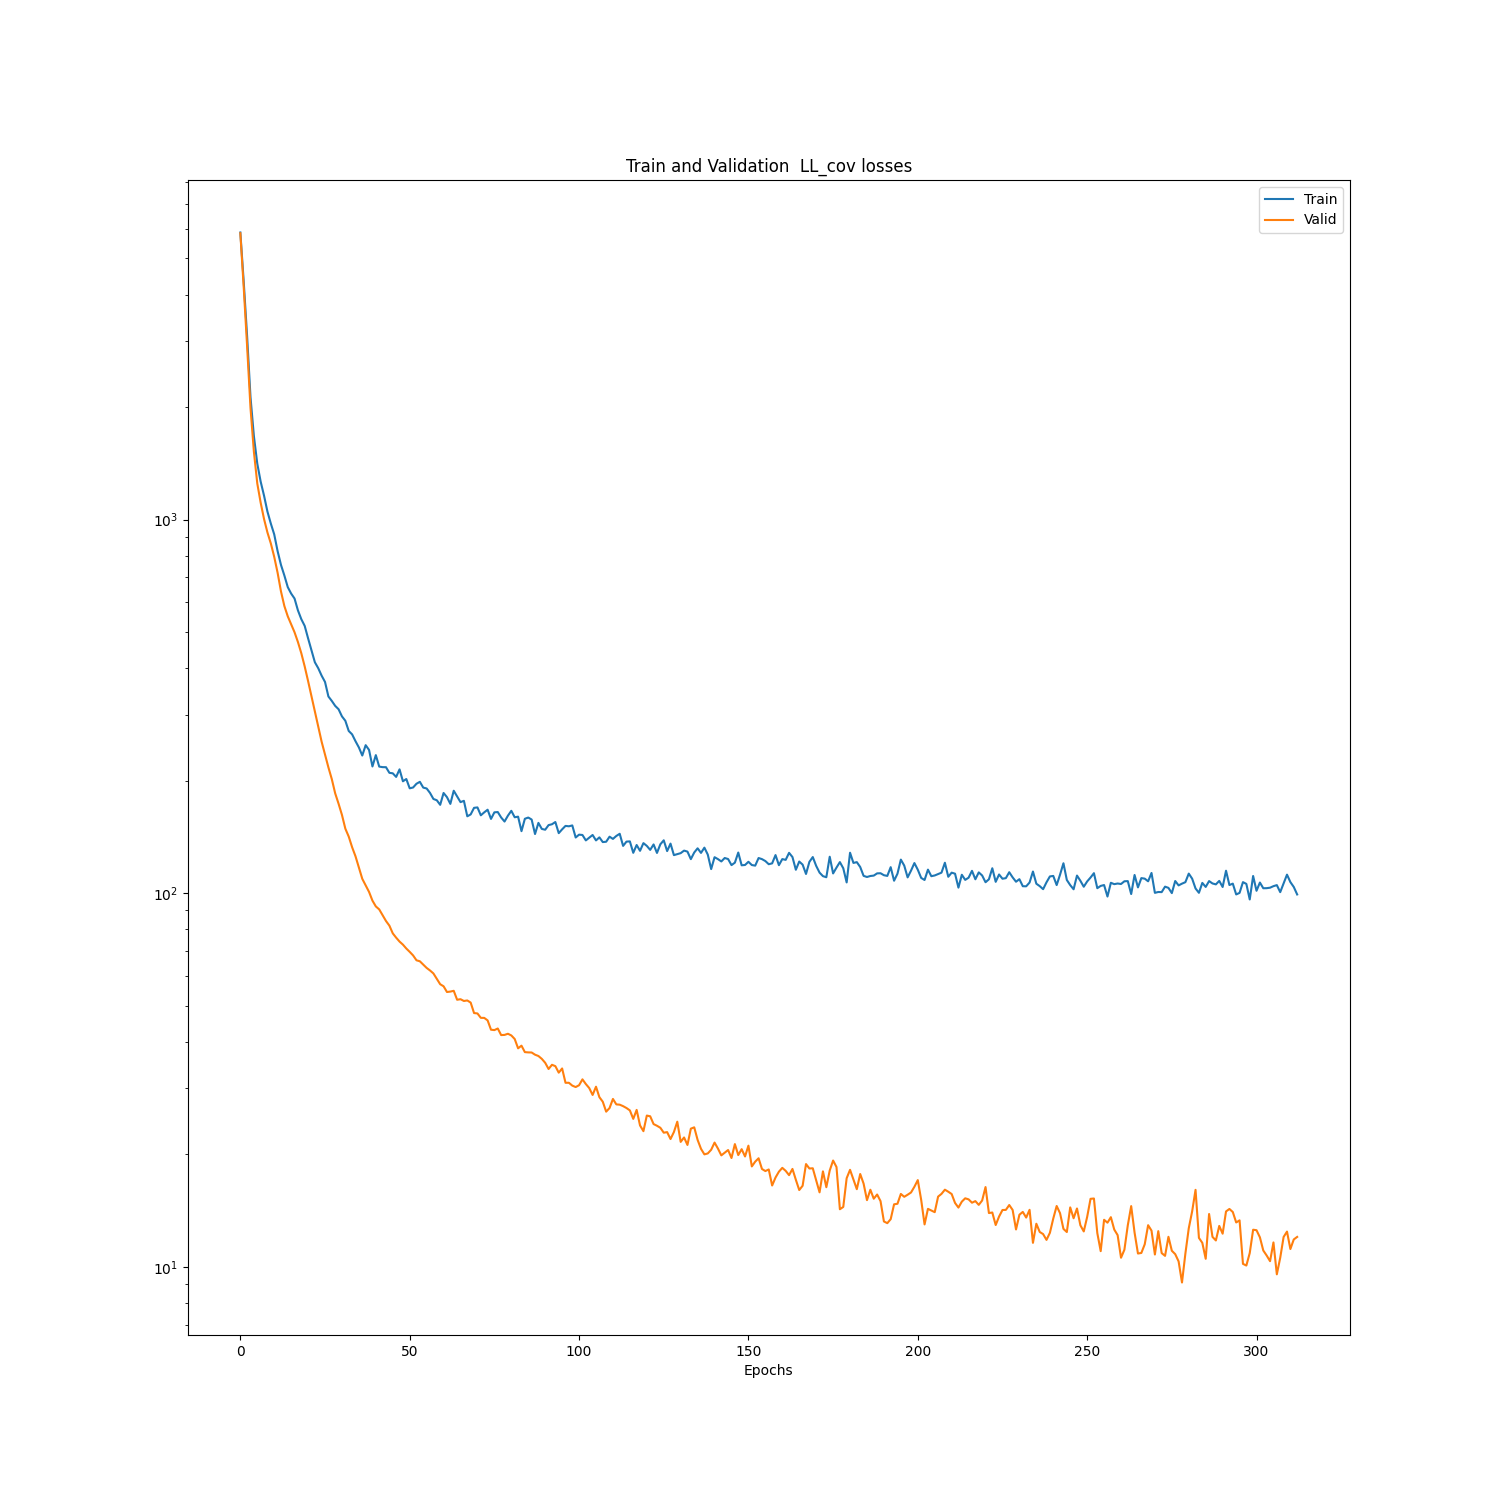 Train and Validation  LL_cov losses
Train
Valid
10³
10²
10¹
0 50 100 150 200 250 300
Epochs